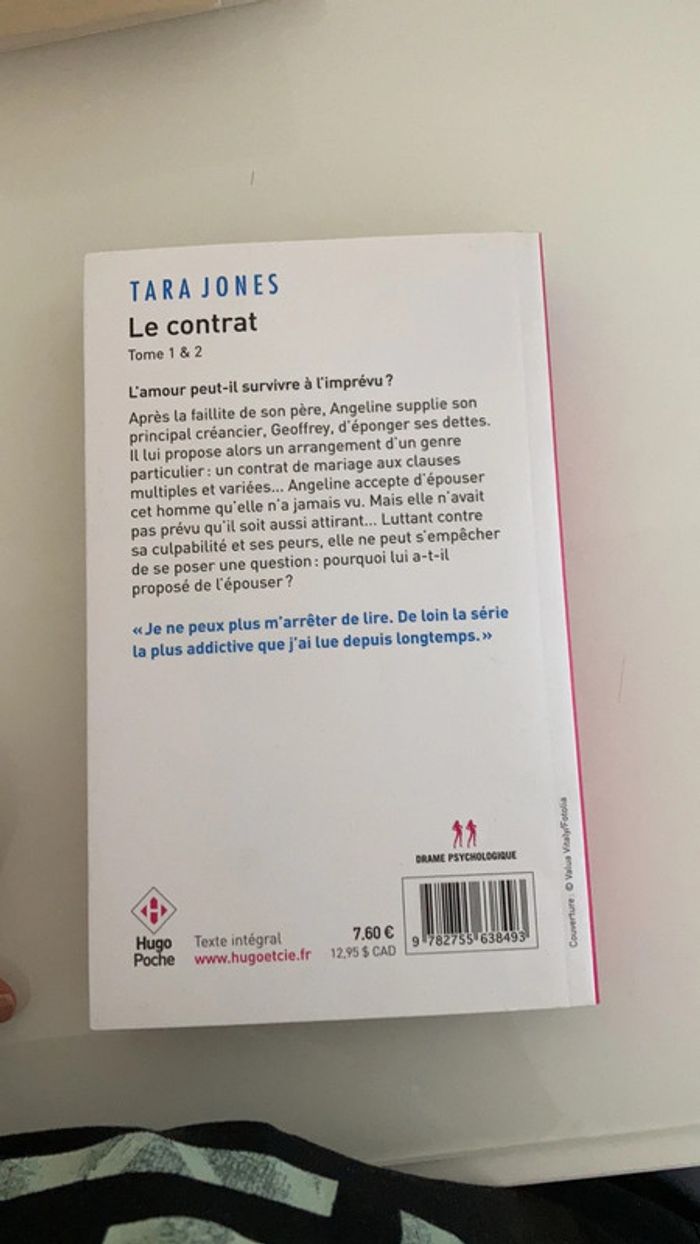 TARA JONES
Le contrat
Tome 1 & 2
L'amour peut-il survivre à l'imprévu ?
Après la faillite de son père, Angeline supplie son
principal créancier, Geoffrey, d'éponger ses dettes.
Il lui propose alors un arrangement d'un genre
particulier : un contrat de mariage aux clauses
multiples et variées... Angeline accepte d'épouser
cet homme qu'elle n'a jamais vu. Mais elle n'avait
pas prévu qu'il soit aussi attirant... Luttant contre
sa culpabilité et ses peurs, elle ne peut s'empêcher
de se poser une question : pourquoi lui a-t-il
proposé de l'épouser ?
« Je ne peux plus m'arrêter de lire. De loin la série
la plus addictive que j'ai lue depuis longtemps. »
DRAME PSYCHOLOGIQUE
Hugo
Poche
Texte intégral
www.hugoetcie.fr
7.60 €
12,95 $ CAD
9 782755 638493
Couverture : © Valua Vitaly/Fotolia